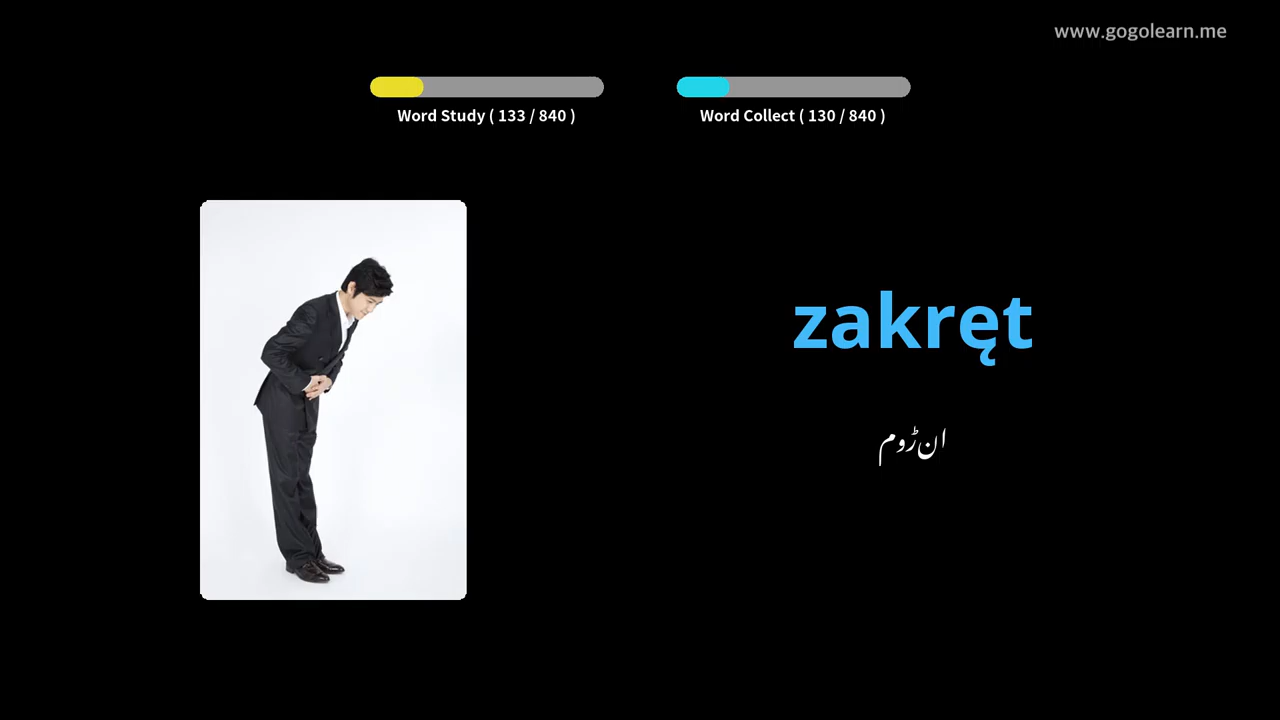 www.gogolearn.me
Word Study ( 133 / 840 )
Word Collect ( 130 / 840 )
zakręt
انڑوم